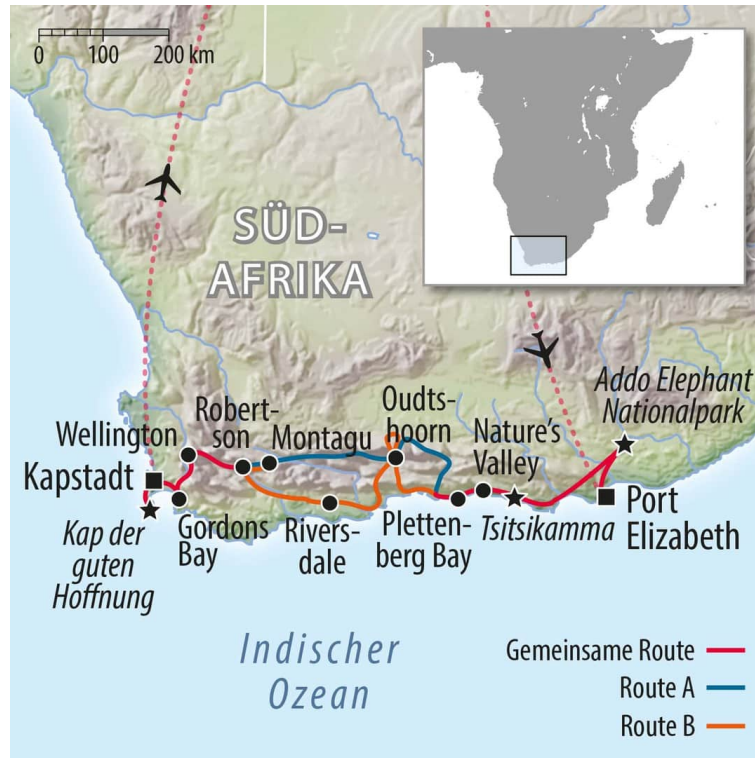 0 100 200 km
SÜD-
AFRIKA
Addo Elephant
Nationalpark
Oudts-
hoorn
Robert-
son
Nature's
Valley
Wellington
Montagu
Kapstadt
Tsitsikamma
Port
Elizabeth
Kap der
guten
Hoffnung
Gordons
Bay
Rivers-
dale
Pletten-
berg Bay
Indischer
Ozean
Gemeinsame Route
Route A
Route B